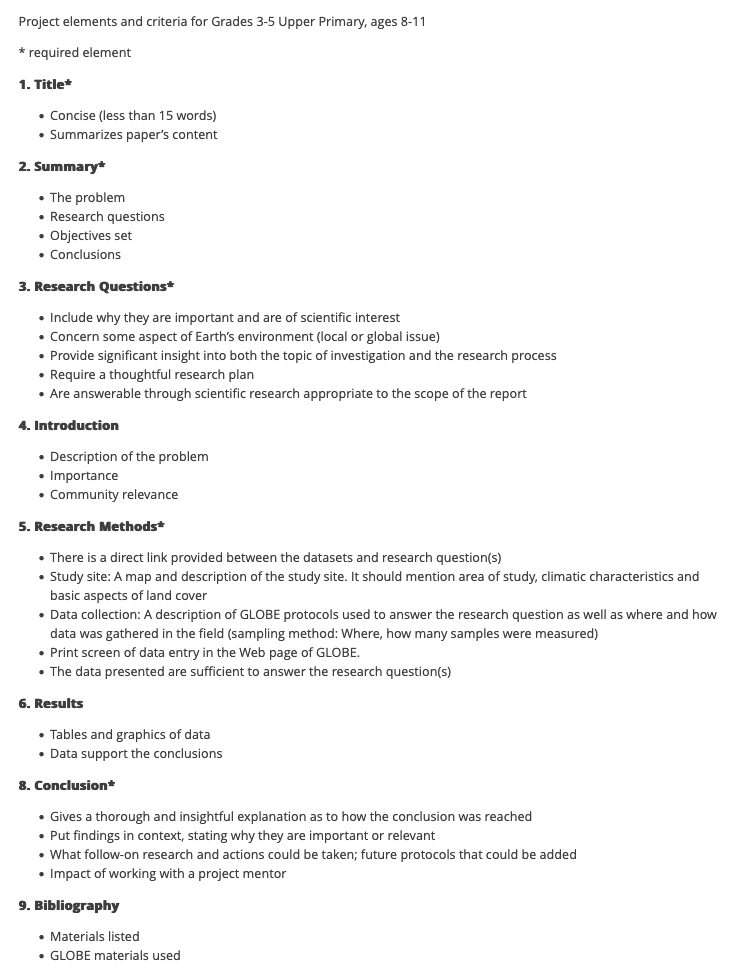 Project elements and criteria for Grades 3-5 Upper Primary, ages 8-11
* required element
1. Title*
• Concise (less than 15 words)
• Summarizes paper's content
2. Summary*
• The problem
• Research questions
• Objectives set
• Conclusions
3. Research Questions*
• Include why they are important and are of scientific interest
• Concern some aspect of Earth's environment (local or global issue)
• Provide significant insight into both the topic of investigation and the research process
• Require a thoughtful research plan
• Are answerable through scientific research appropriate to the scope of the report
4. Introduction
• Description of the problem
• Importance
• Community relevance
5. Research Methods*
• There is a direct link provided between the datasets and research question(s)
• Study site: A map and description of the study site. It should mention area of study, climatic characteristics and
basic aspects of land cover
• Data collection: A description of GLOBE protocols used to answer the research question as well as where and how
data was gathered in the field (sampling method: Where, how many samples were measured)
• Print screen of data entry in the Web page of GLOBE.
• The data presented are sufficient to answer the research question(s)
6. Results
• Tables and graphics of data
• Data support the conclusions
8. Conclusion*
• Gives a thorough and insightful explanation as to how the conclusion was reached
• Put findings in context, stating why they are important or relevant
• What follow-on research and actions could be taken; future protocols that could be added
• Impact of working with a project mentor
9. Bibliography
• Materials listed
• GLOBE materials used